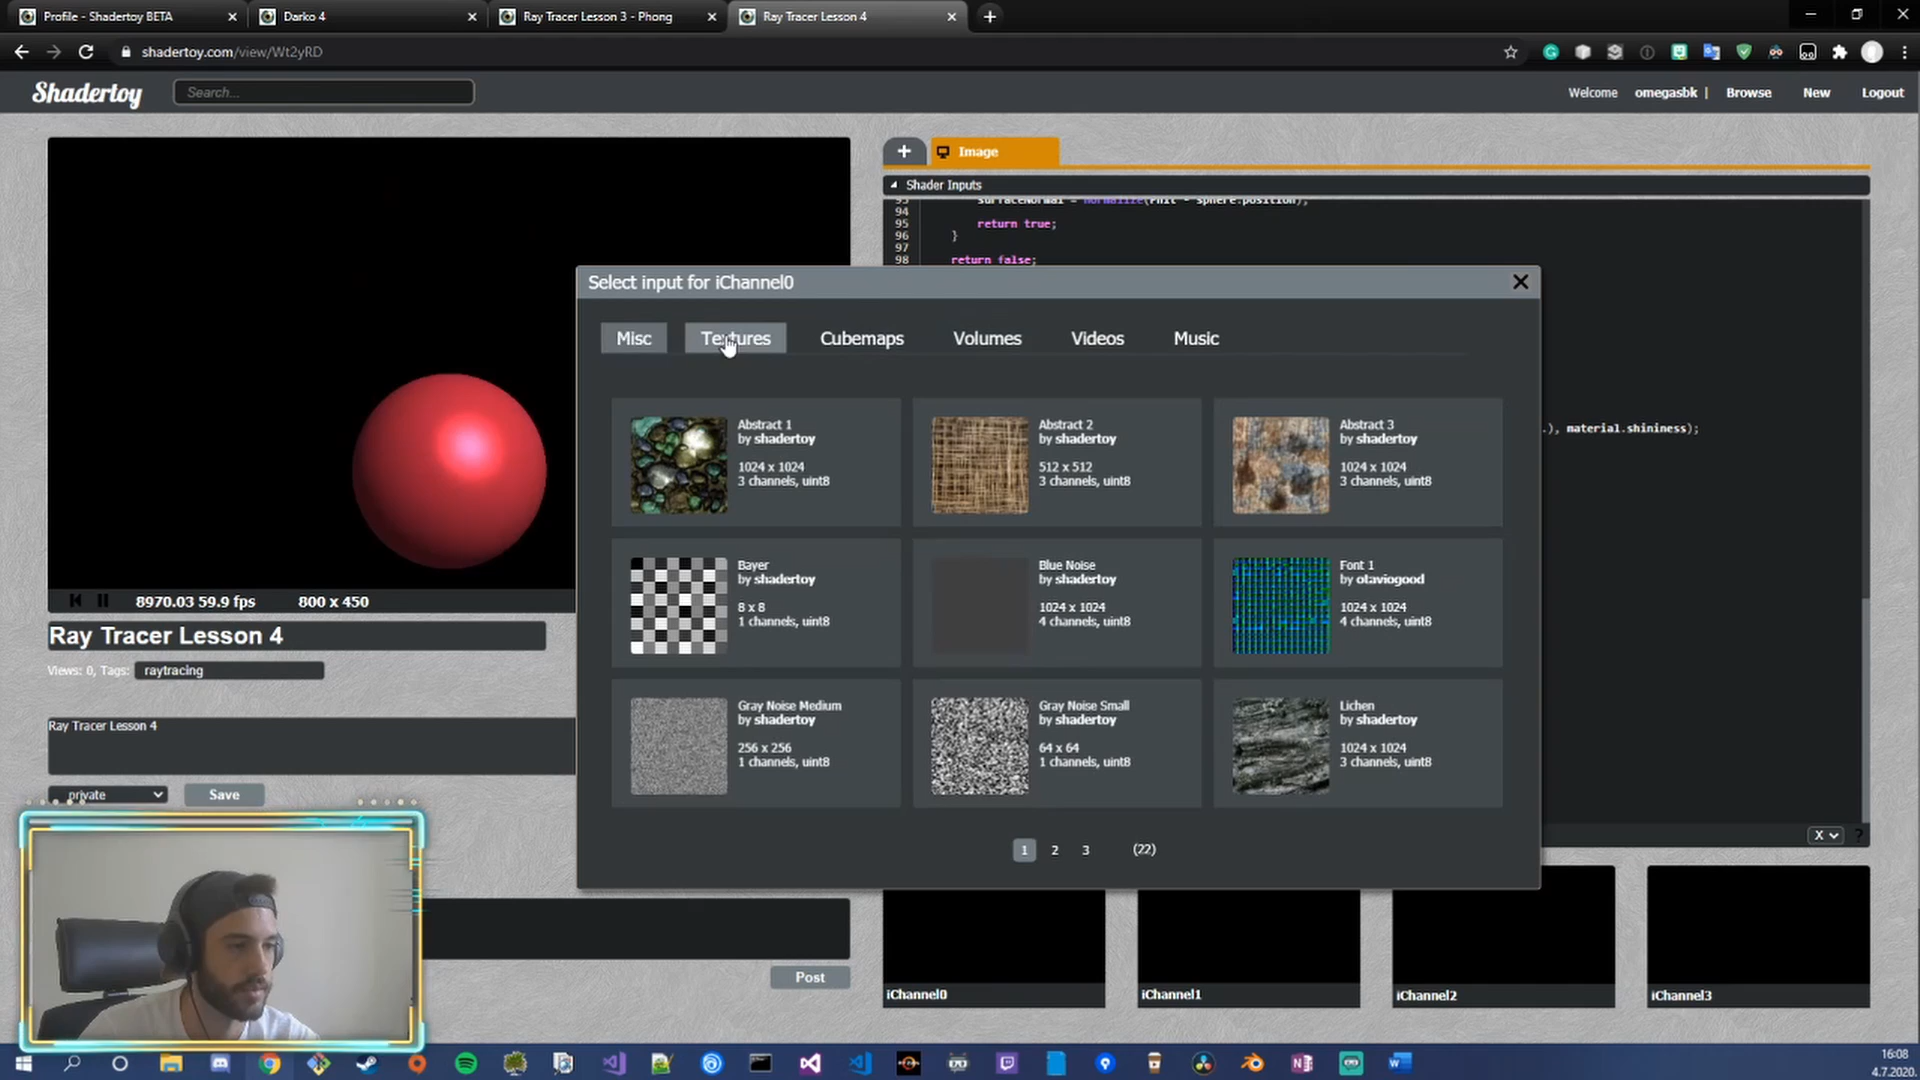 Profile - Shadertoy BETA
Darko 4
Ray Tracer Lesson 3 - Phong
Ray Tracer Lesson 4
shadertoy.com/view/Wt2yRD
Shadertoy
Search...
Welcome omegasbk | Browse New Logout
Image
Shader Inputs
93 surfaceNormal = normalize(Phit - sphere.position);
94
95 return true;
96 }
97
98 return false;
Select input for iChannel0
Misc Textures Cubemaps Volumes Videos Music
.), material.shininess);
Abstract 1
by shadertoy
1024 x 1024
3 channels, uint8
Abstract 2
by shadertoy
512 x 512
3 channels, uint8
Abstract 3
by shadertoy
1024 x 1024
3 channels, uint8
Bayer
by shadertoy
8 x 8
1 channels, uint8
Blue Noise
by shadertoy
1024 x 1024
4 channels, uint8
Font 1
by otaviogood
1024 x 1024
4 channels, uint8
Gray Noise Medium
by shadertoy
256 x 256
1 channels, uint8
Gray Noise Small
by shadertoy
64 x 64
1 channels, uint8
Lichen
by shadertoy
1024 x 1024
3 channels, uint8
1 2 3 (22)
8970.03 59.9 fps 800 x 450
Ray Tracer Lesson 4
Views: 0, Tags: raytracing
Ray Tracer Lesson 4
private
Save
X
?
Post
iChannel0
iChannel1
iChannel2
iChannel3
16:08
4.7.2020.